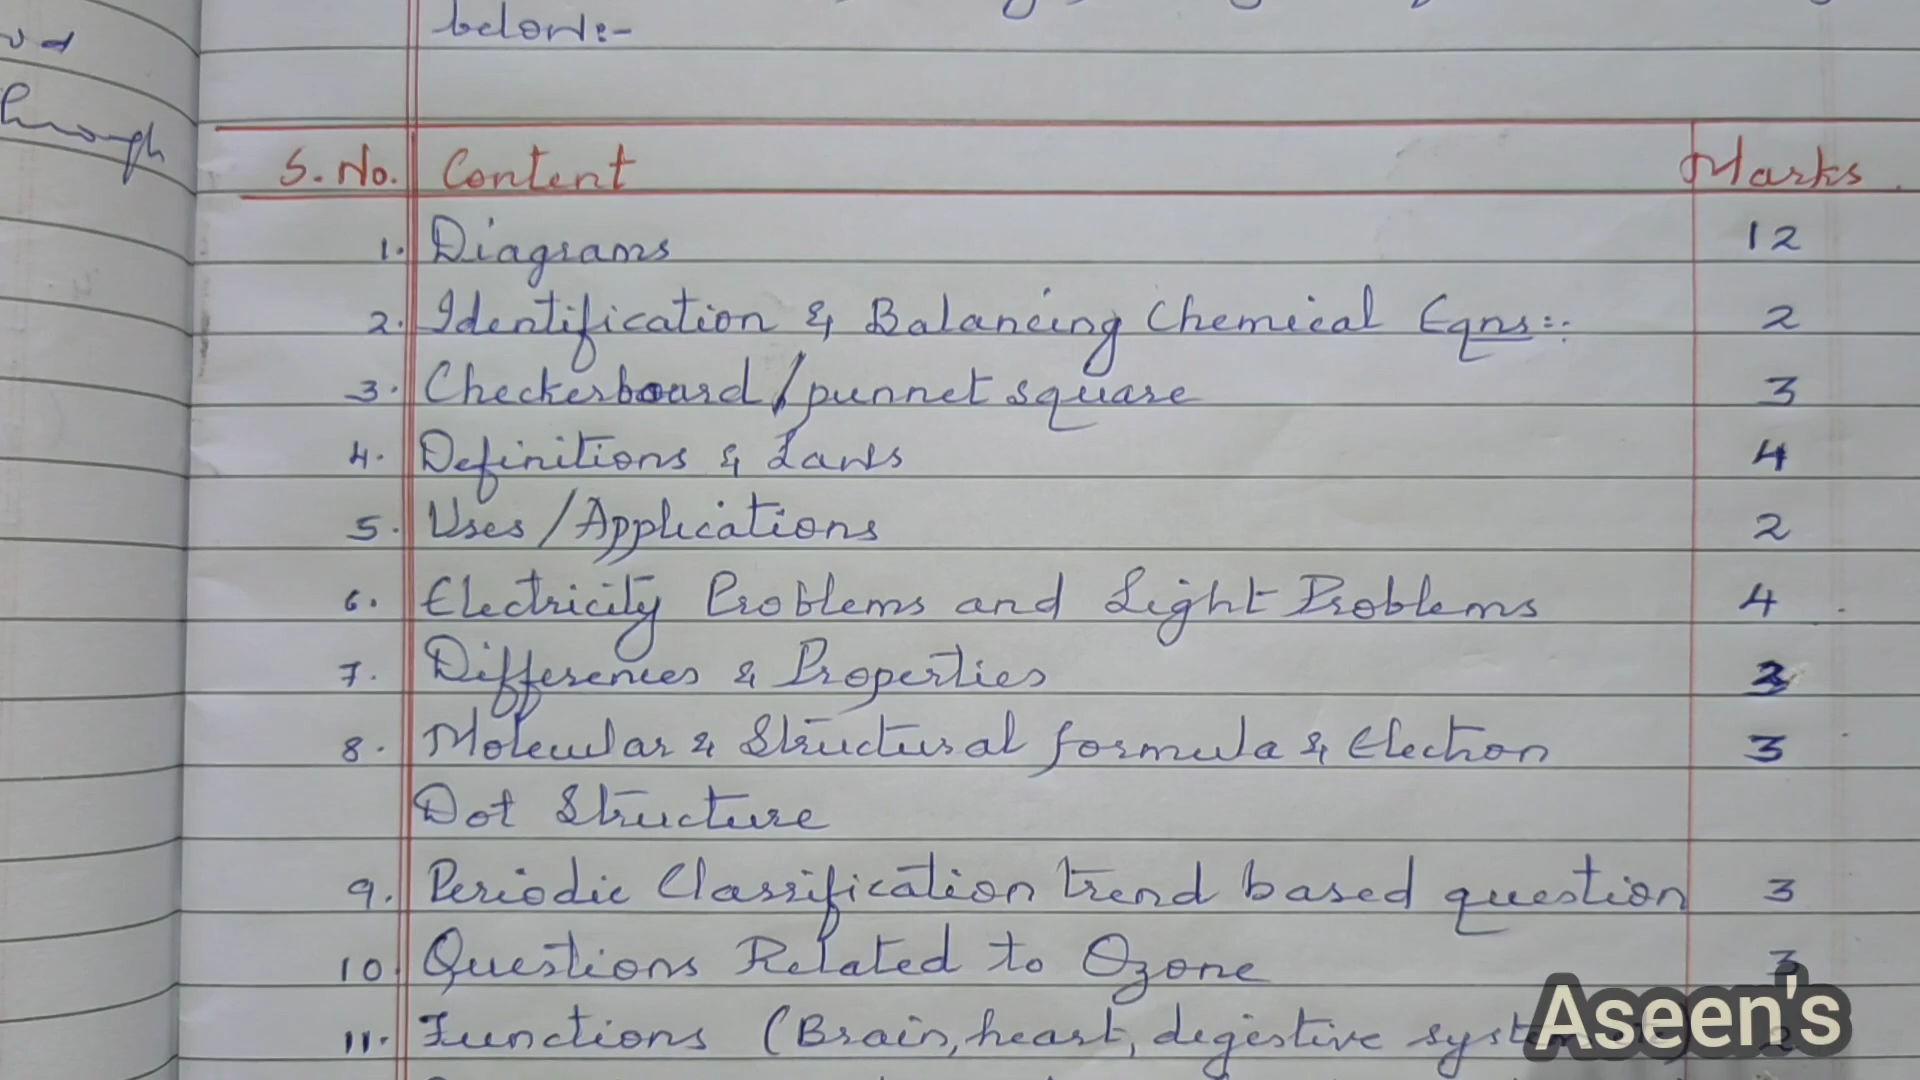 through
below:-
S. No. Content Marks
1. Diagrams 12
2. Identification & Balancing Chemical Eqns:. 2
3. Checkerboard/punnet square 3
4. Definitions & Laws 4
5. Uses/Applications 2
6. Electricity Problems and Light Problems 4
7. Differences & Properties
8. Molecular & Structural formula & Electron 3
Dot Structure
9. Periodic Classification trend based question 3
10. Questions Related to Ozone 3
11. Functions (Brain, heart, digestive 2
Aseen's